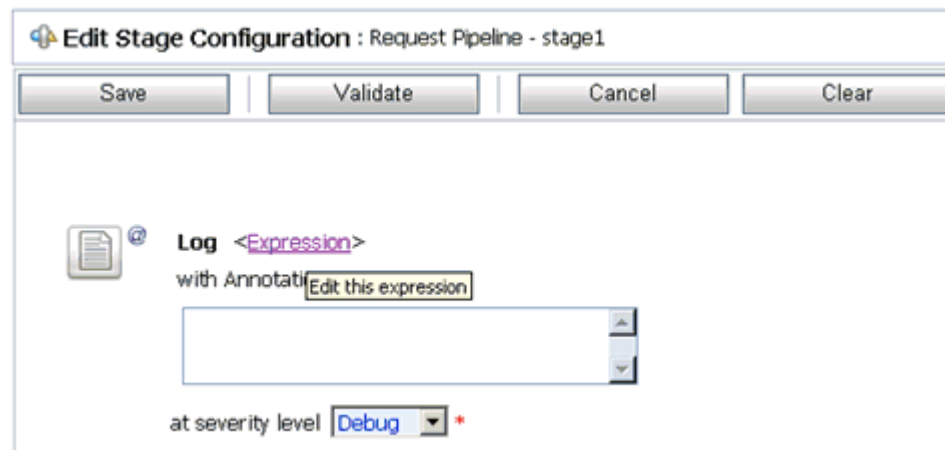 Edit Stage Configuration : Request Pipeline - stage1
Save Validate Cancel Clear
@ Log <Expression>
with Annotati
Edit this expression
at severity level Debug *